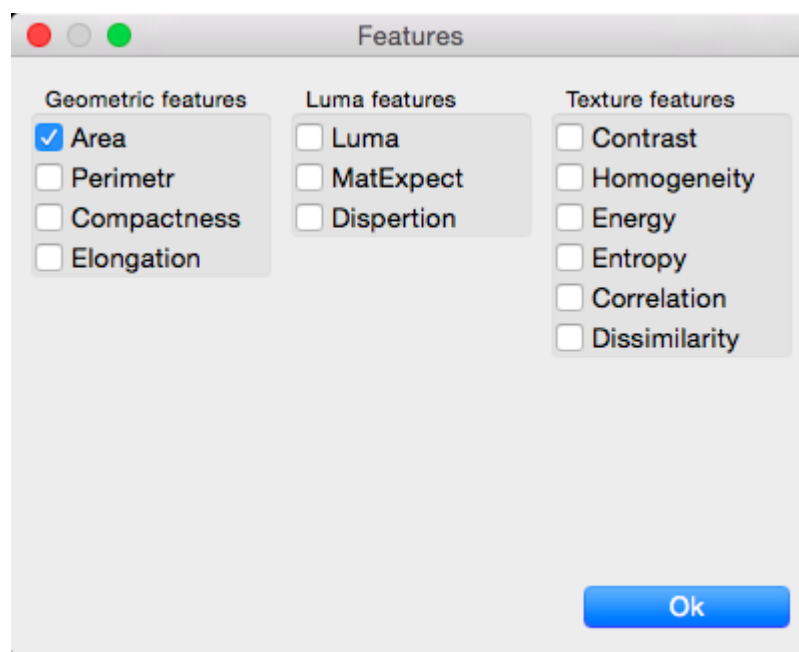 Features
Geometric features
Area
Perimetr
Compactness
Elongation
Luma features
Luma
MatExpect
Dispertion
Texture features
Contrast
Homogeneity
Energy
Entropy
Correlation
Dissimilarity
Ok